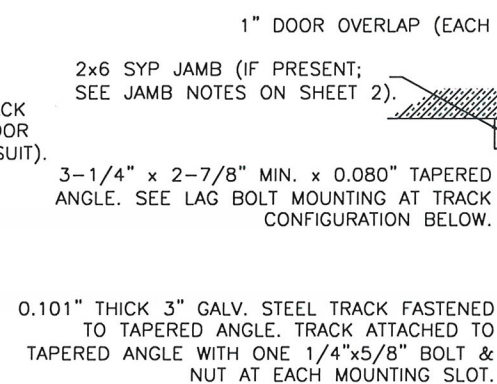 1" DOOR OVERLAP (EACH
2x6 SYP JAMB (IF PRESENT;
SEE JAMB NOTES ON SHEET 2).
CK
OOR
SUIT).
3-1/4" x 2-7/8" MIN. x 0.080" TAPERED
ANGLE. SEE LAG BOLT MOUNTING AT TRACK
CONFIGURATION BELOW.
0.101" THICK 3" GALV. STEEL TRACK FASTENED
TO TAPERED ANGLE. TRACK ATTACHED TO
TAPERED ANGLE WITH ONE 1/4"x5/8" BOLT &
NUT AT EACH MOUNTING SLOT.